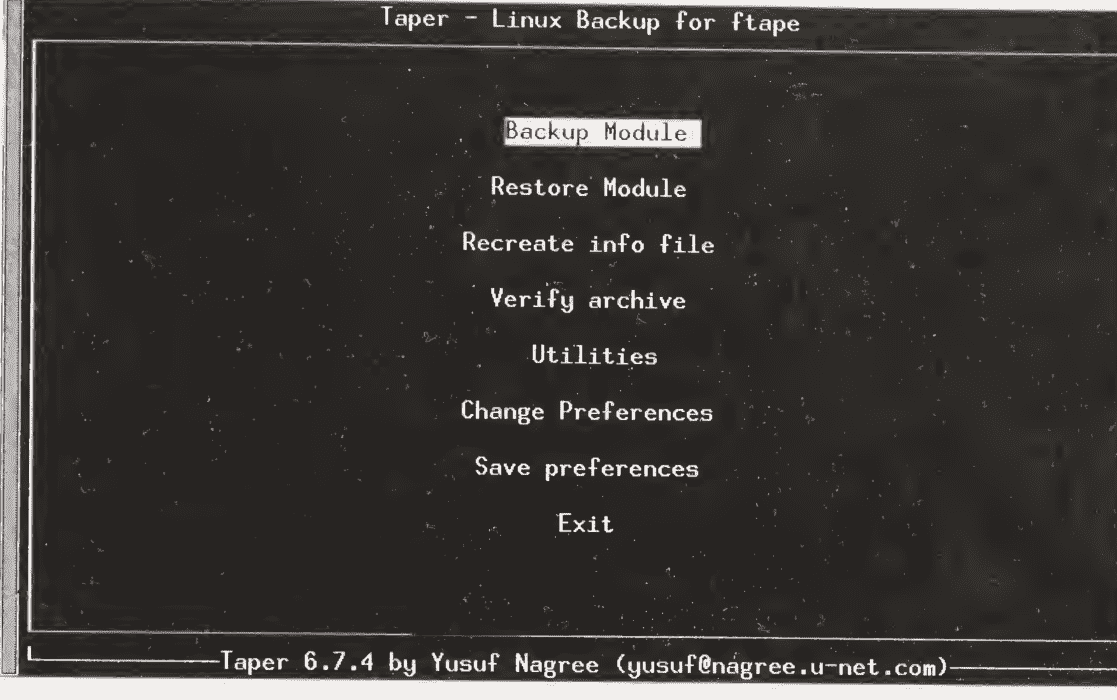 Taper - Linux Backup for ftape
Backup Module
Restore Module
Recreate info file
Verify archive
Utilities
Change Preferences
Save preferences
Exit
Taper 6.7.4 by Yusuf Nagree (yusuf@nagree.u-net.com)